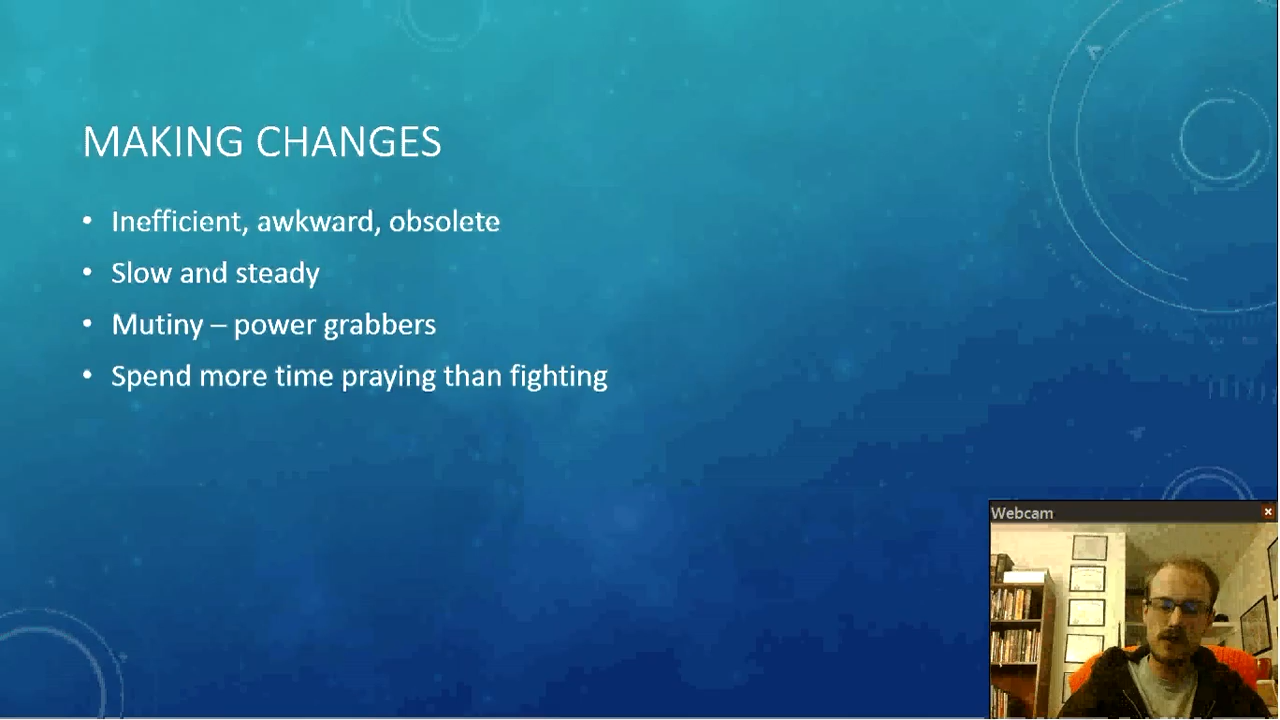 MAKING CHANGES
• Inefficient, awkward, obsolete
• Slow and steady
• Mutiny – power grabbers
• Spend more time praying than fighting
Webcam